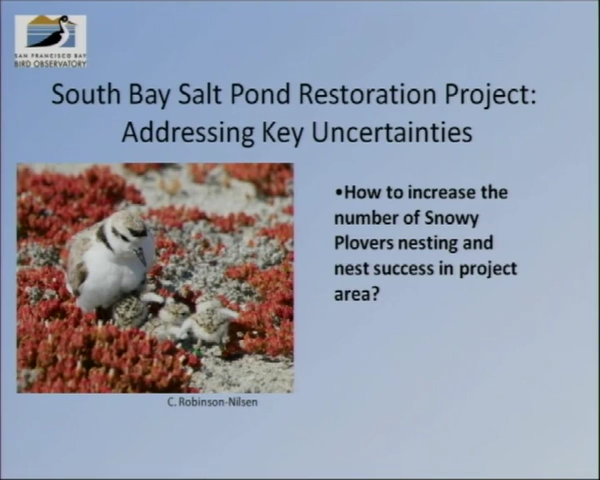 SAN FRANCISCO BAY
BIRD OBSERVATORY
South Bay Salt Pond Restoration Project:
Addressing Key Uncertainties
•How to increase the
number of Snowy
Plovers nesting and
nest success in project
area?
C. Robinson-Nilsen